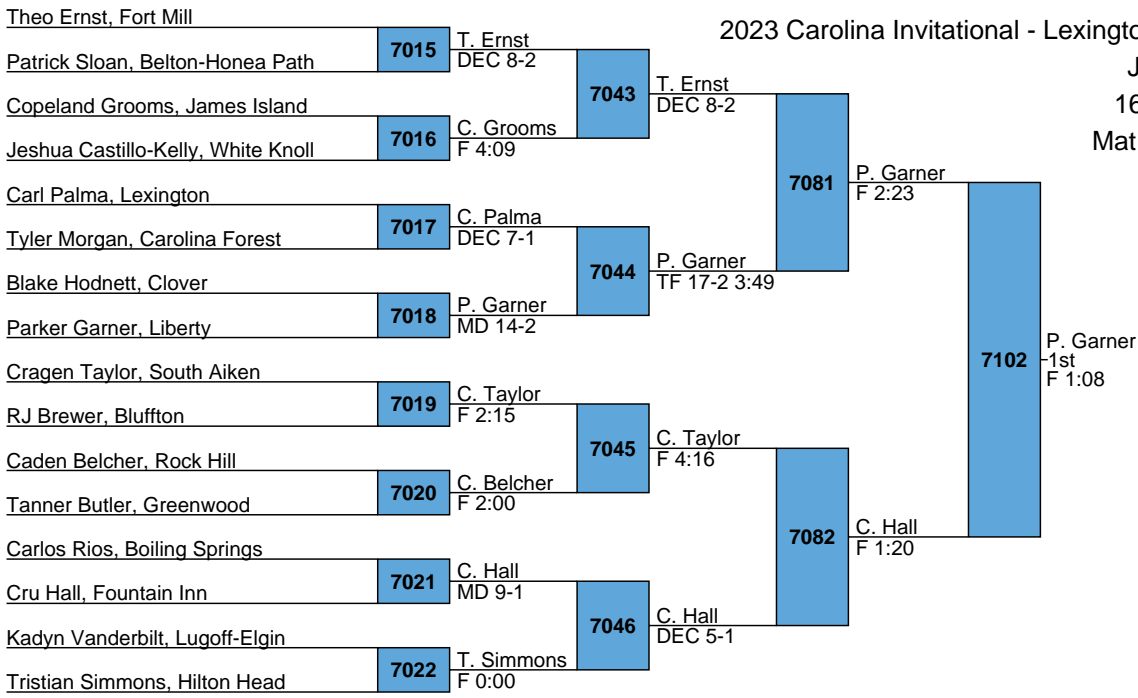 2023 Carolina Invitational - Lexingto
J
16
Mat
Theo Ernst, Fort Mill
Patrick Sloan, Belton-Honea Path
Copeland Grooms, James Island
Jeshua Castillo-Kelly, White Knoll
Carl Palma, Lexington
Tyler Morgan, Carolina Forest
Blake Hodnett, Clover
Parker Garner, Liberty
Cragen Taylor, South Aiken
RJ Brewer, Bluffton
Caden Belcher, Rock Hill
Tanner Butler, Greenwood
Carlos Rios, Boiling Springs
Cru Hall, Fountain Inn
Kadyn Vanderbilt, Lugoff-Elgin
Tristian Simmons, Hilton Head
7015
T. Ernst
DEC 8-2
7016
C. Grooms
F 4:09
7017
C. Palma
DEC 7-1
7018
P. Garner
MD 14-2
7019
C. Taylor
F 2:15
7020
C. Belcher
F 2:00
7021
C. Hall
MD 9-1
7022
T. Simmons
F 0:00
7043
T. Ernst
DEC 8-2
7044
P. Garner
TF 17-2 3:49
7045
C. Taylor
F 4:16
7046
C. Hall
DEC 5-1
7081
P. Garner
F 2:23
7082
C. Hall
F 1:20
7102
P. Garner
1st
F 1:08